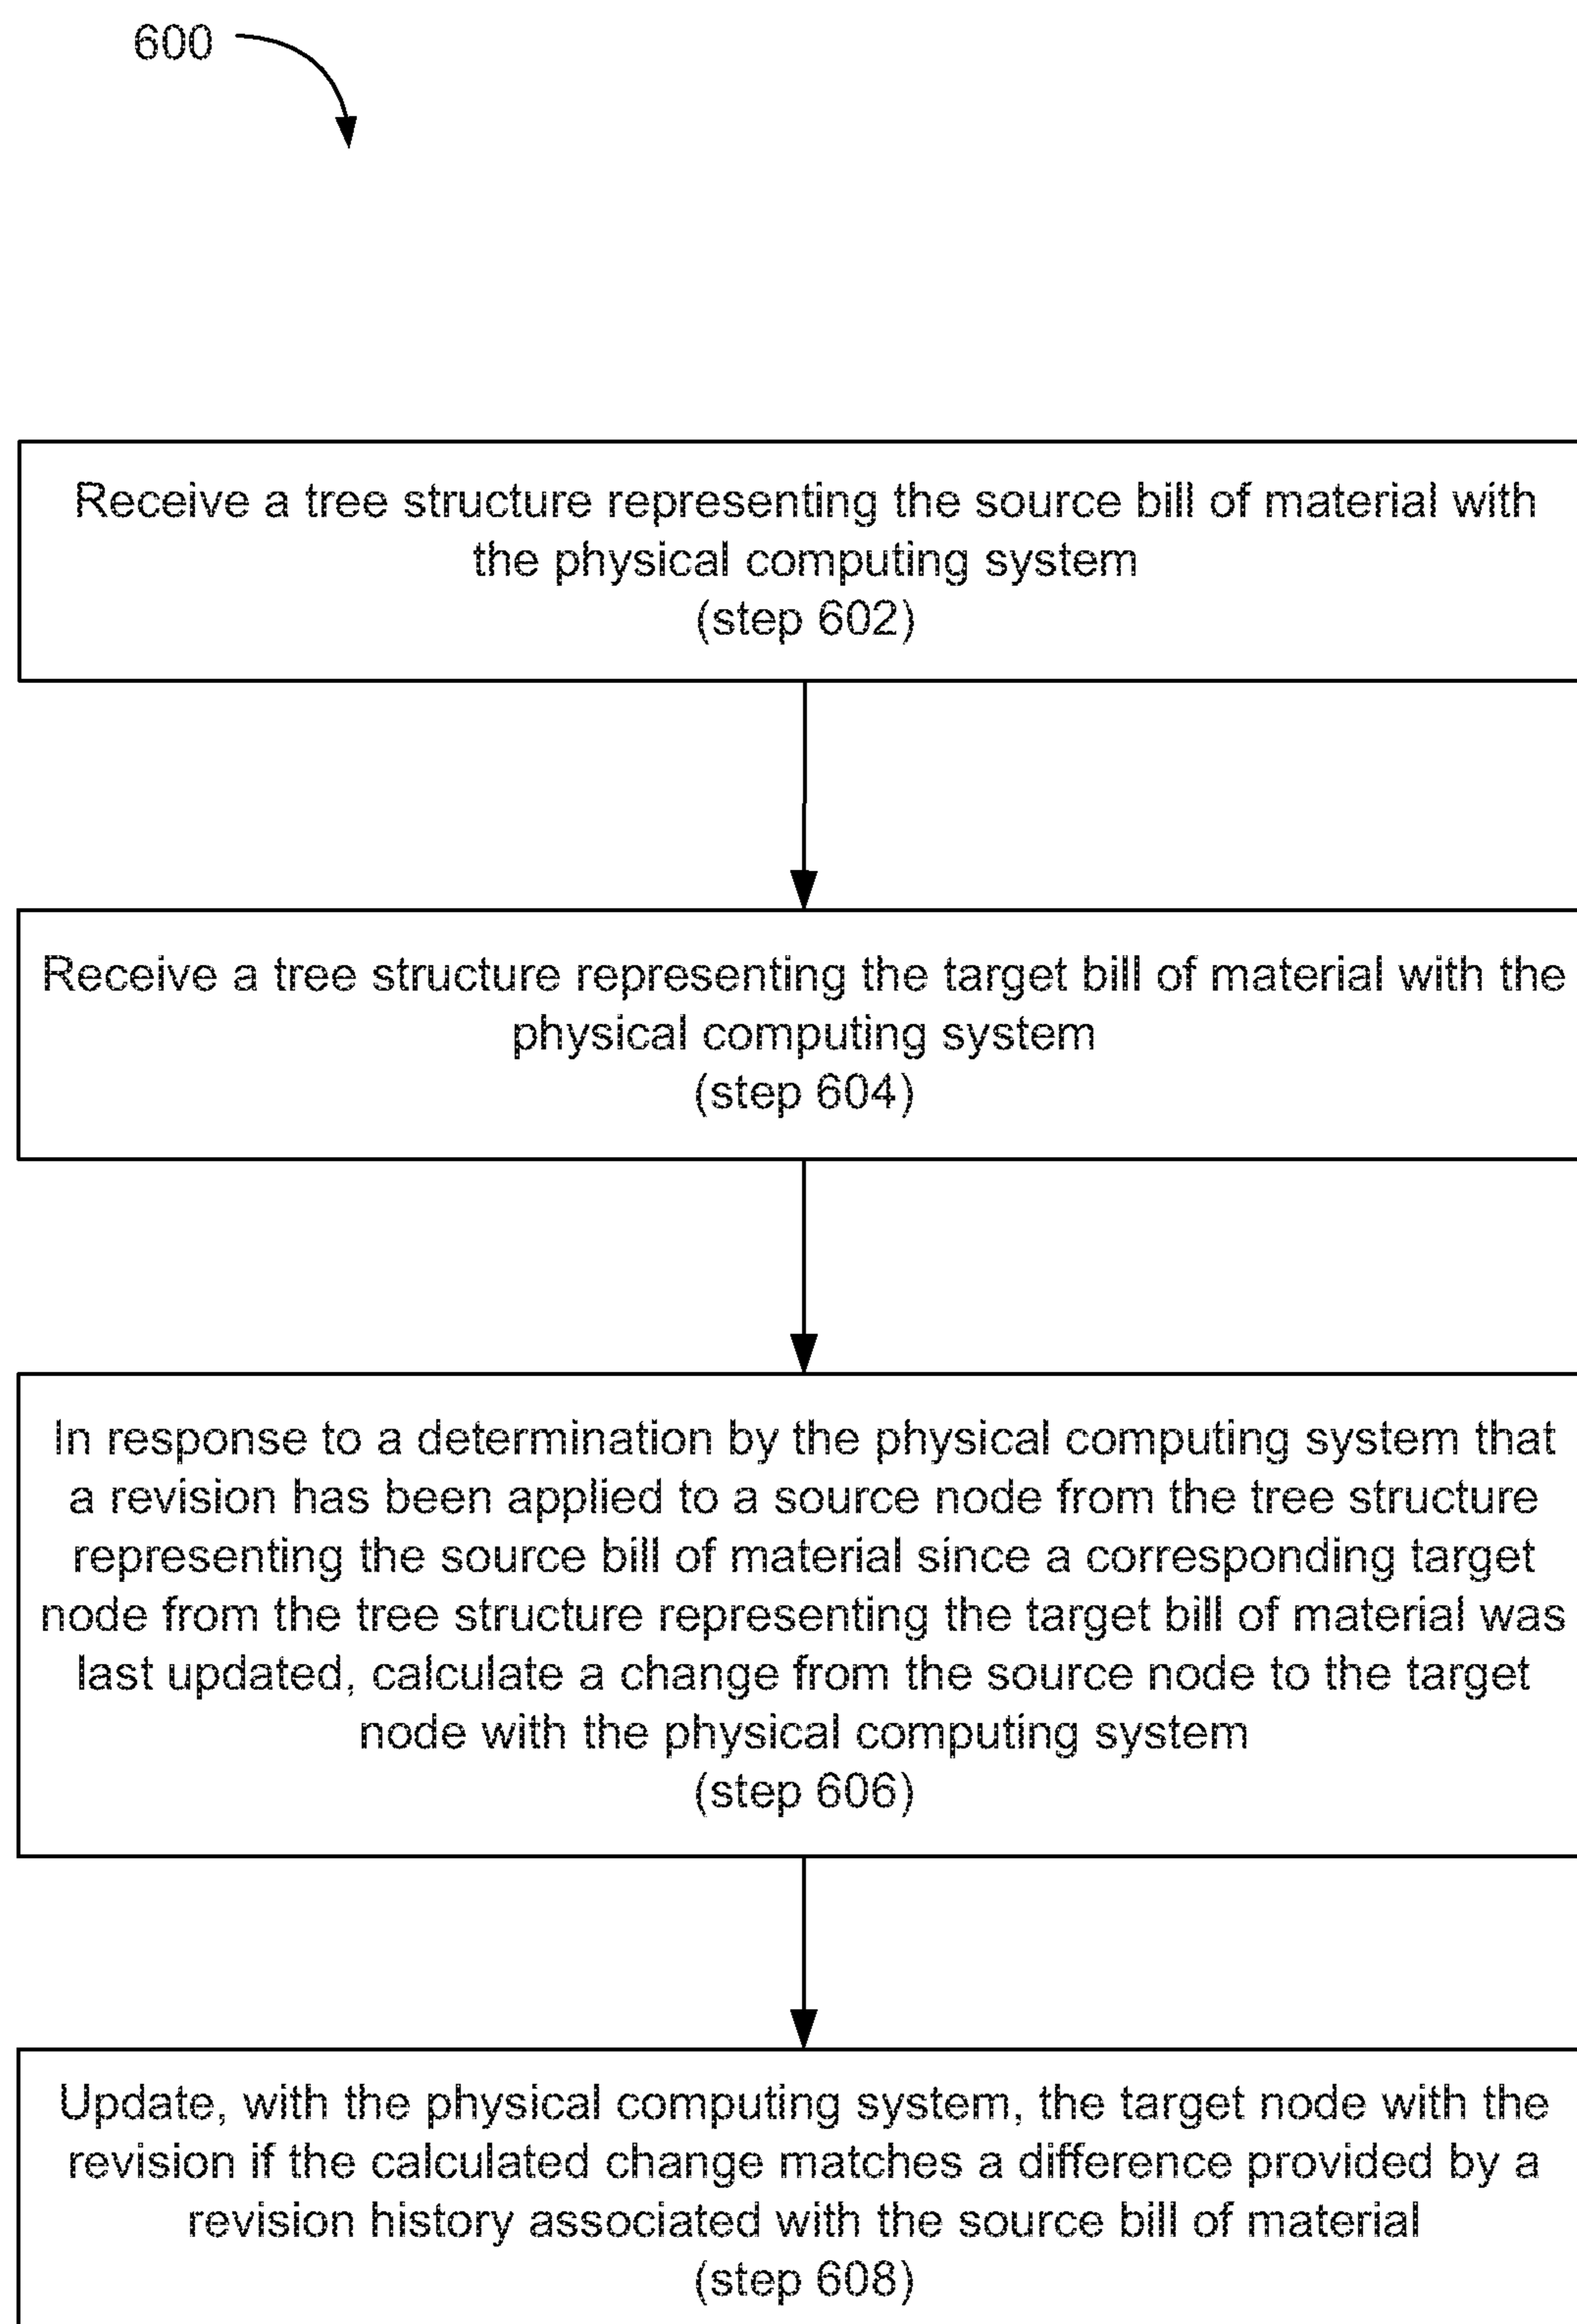 600
Receive a tree structure representing the source bill of material with
the physical computing system
(step 602)
Receive a tree structure representing the target bill of material with the
physical computing system
(step 604)
In response to a determination by the physical computing system that
a revision has been applied to a source node from the tree structure
representing the source bill of material since a corresponding target
node from the tree structure representing the target bill of material was
last updated, calculate a change from the source node to the target
node with the physical computing system
(step 606)
Update, with the physical computing system, the target node with the
revision if the calculated change matches a difference provided by a
revision history associated with the source bill of material
(step 608)